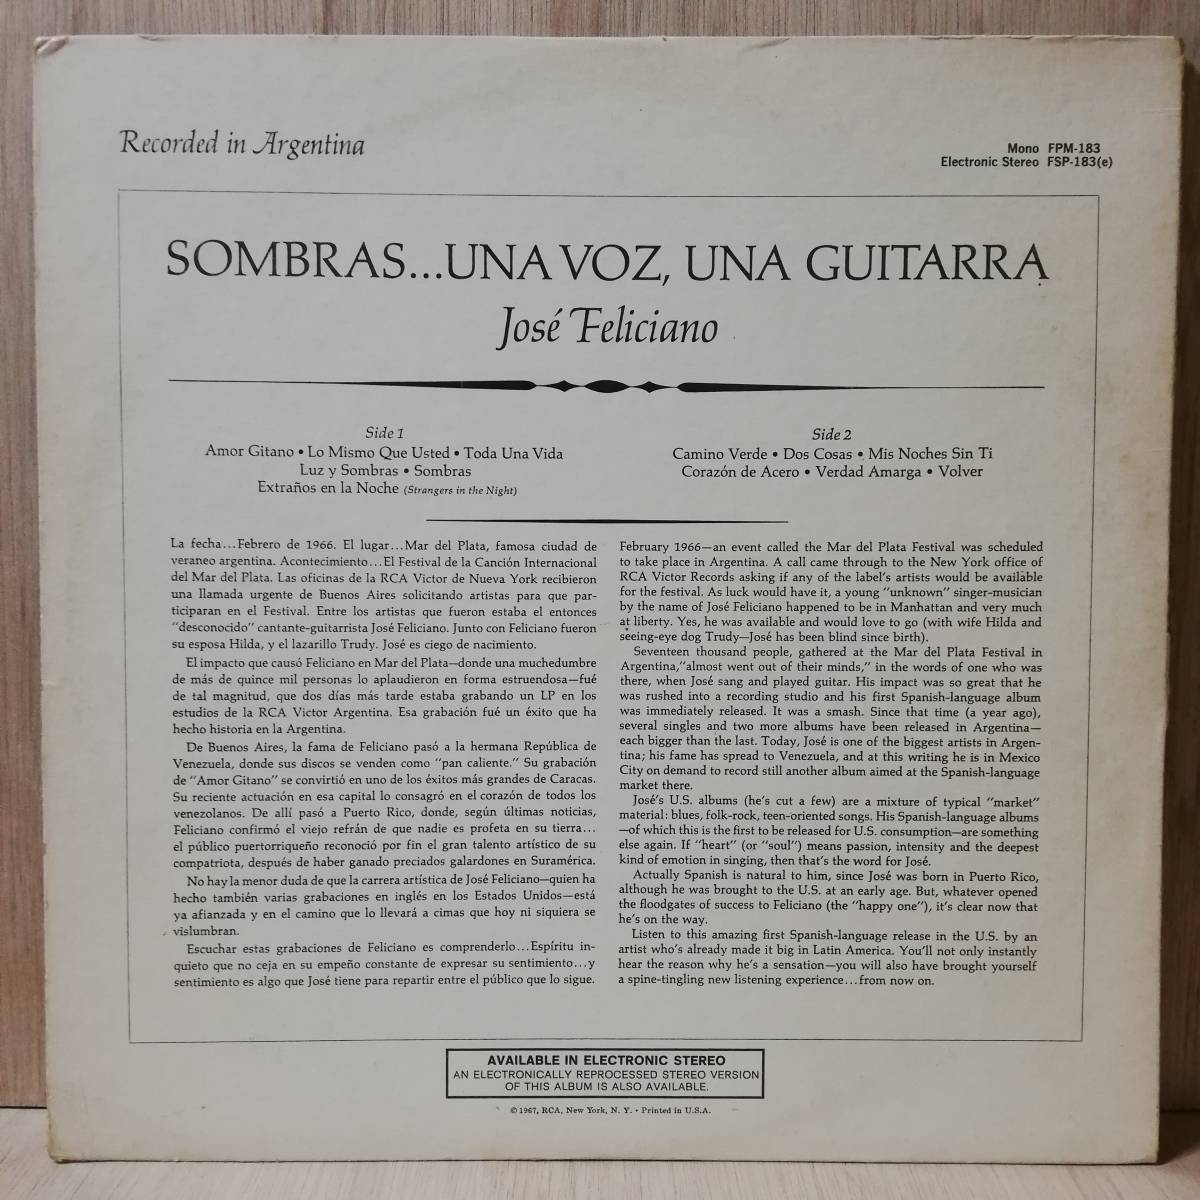 Recorded in Argentina
Mono FPM-183
Electronic Stereo FSP-183(e)
SOMBRAS...UNA VOZ, UNA GUITARRA
José Feliciano
Side 1
Amor Gitano • Lo Mismo Que Usted • Toda Una Vida
Luz y Sombras • Sombras
Extraños en la Noche (Strangers in the Night)
Side 2
Camino Verde • Dos Cosas • Mis Noches Sin Ti
Corazón de Acero • Verdad Amarga • Volver
La fecha...Febrero de 1966. El lugar...Mar del Plata, famosa ciudad de
veraneo argentina. Acontecimiento...El Festival de la Canción Internacional
del Mar del Plata. Las oficinas de la RCA Victor de Nueva York recibieron
una llamada urgente de Buenos Aires solicitando artistas para que par-
ticiparan en el Festival. Entre los artistas que fueron estaba el entonces
"desconocido" cantante-guitarrista José Feliciano. Junto con Feliciano fueron
su esposa Hilda, y el lazarillo Trudy. José es ciego de nacimiento.
El impacto que causó Feliciano en Mar del Plata—donde una muchedumbre
de más de quince mil personas lo aplaudieron en forma estruendosa—fué
de tal magnitud, que dos días más tarde estaba grabando un LP en los
estudios de la RCA Victor Argentina. Esa grabación fué un éxito que ha
hecho historia en la Argentina.
De Buenos Aires, la fama de Feliciano pasó a la hermana República de
Venezuela, donde sus discos se venden como "pan caliente." Su grabación
de "Amor Gitano" se convirtió en uno de los éxitos más grandes de Caracas.
Su reciente actuación en esa capital lo consagró en el corazón de todos los
venezolanos. De allí pasó a Puerto Rico, donde, según últimas noticias,
Feliciano confirmó el viejo refrán de que nadie es profeta en su tierra...
el público puertorriqueño reconoció por fin el gran talento artístico de su
compatriota, después de haber ganado preciados galardones en Suramérica.
No hay la menor duda de que la carrera artística de José Feliciano—quien ha
hecho también varias grabaciones en inglés en los Estados Unidos—está
ya afianzada y en el camino que lo llevará a cimas que hoy ni siquiera se
vislumbran.
Escuchar estas grabaciones de Feliciano es comprenderlo...Espíritu in-
quieto que no ceja en su empeño constante de expresar su sentimiento...y
sentimiento es algo que José tiene para repartir entre el público que lo sigue.
February 1966—an event called the Mar del Plata Festival was scheduled
to take place in Argentina. A call came through to the New York office of
RCA Victor Records asking if any of the label's artists would be available
for the festival. As luck would have it, a young "unknown" singer-musician
by the name of José Feliciano happened to be in Manhattan and very much
at liberty. Yes, he was available and would love to go (with wife Hilda and
seeing-eye dog Trudy—José has been blind since birth).
Seventeen thousand people, gathered at the Mar del Plata Festival in
Argentina,"almost went out of their minds," in the words of one who was
there, when José sang and played guitar. His impact was so great that he
was rushed into a recording studio and his first Spanish-language album
was immediately released. It was a smash. Since that time (a year ago),
several singles and two more albums have been released in Argentina—
each bigger than the last. Today, José is one of the biggest artists in Argen-
tina; his fame has spread to Venezuela, and at this writing he is in Mexico
City on demand to record still another album aimed at the Spanish-language
market there.
José's U.S. albums (he's cut a few) are a mixture of typical "market"
material: blues, folk-rock, teen-oriented songs. His Spanish-language albums
—of which this is the first to be released for U.S. consumption—are something
else again. If "heart" (or "soul") means passion, intensity and the deepest
kind of emotion in singing, then that's the word for José.
Actually Spanish is natural to him, since José was born in Puerto Rico,
although he was brought to the U.S. at an early age. But, whatever opened
the floodgates of success to Feliciano (the "happy one"), it's clear now that
he's on the way.
Listen to this amazing first Spanish-language release in the U.S. by an
artist who's already made it big in Latin America. You'll not only instantly
hear the reason why he's a sensation—you will also have brought yourself
a spine-tingling new listening experience...from now on.
AVAILABLE IN ELECTRONIC STEREO
AN ELECTRONICALLY REPROCESSED STEREO VERSION
OF THIS ALBUM IS ALSO AVAILABLE.
© 1967, RCA, New York, N. Y. • Printed in U.S.A.